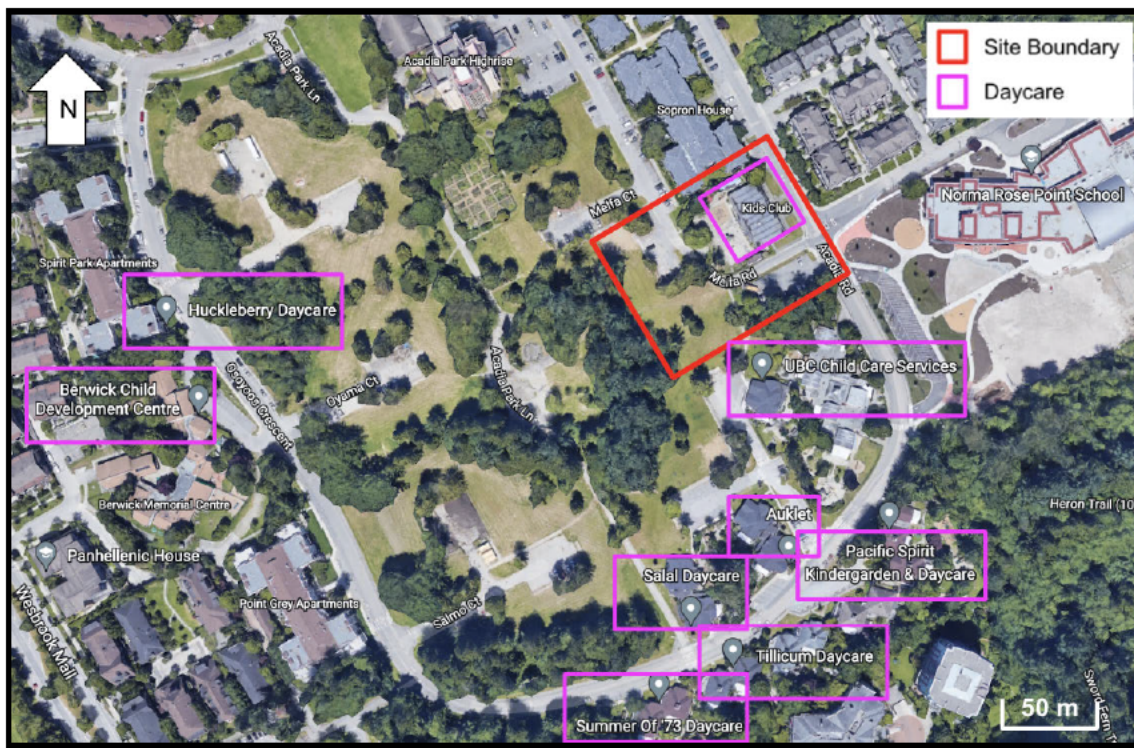 N
Site Boundary
Daycare
Acadia Park Ln
Acadia Park Highrise
Sopron House
Melfa Ct
Kids Club
Norma Rose Point School
Melfa Rd
Acadia Rd
Spirit Park Apartments
Huckleberry Daycare
Osoyoos Crescent
Oyama Ct
Acadia Park Ln
UBC Child Care Services
Berwick Child
Development Centre
Berwick Memorial Centre
Panhellenic House
Heron Trail (10
Auklet
Pacific Spirit
Kindergarden & Daycare
Salal Daycare
Point Grey Apartments
Salmo Ct
Wesbrook Mall
Tillicum Daycare
Summer Of '73 Daycare
Sword Fern T
50 m